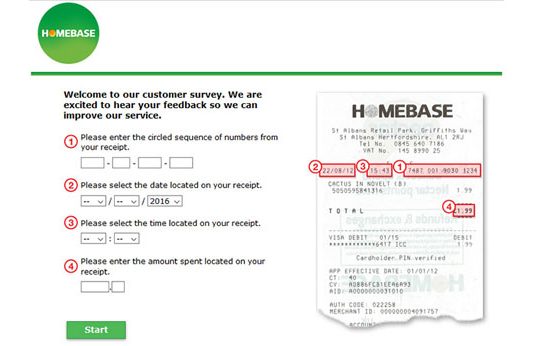 HOMEBASE
Welcome to our customer survey. We are
excited to hear your feedback so we can
improve our service.
1 Please enter the circled sequence of numbers from
your receipt.
- - -
2 Please select the date located on your receipt.
-- / -- / 2016
3 Please select the time located on your receipt.
-- : --
4 Please enter the amount spent located on your
receipt.
.
Start
HOMEBASE
St Albans Retail Park, Griffiths Way
St Albans Hertfordshire, AL1 2RJ
Tel No. 0845 640 7186
VAT No. 145 8990 25
2 22/08/12 3 15:43 1 7487 001 9030 1234
CACTUS IN NOVELT (B)
5050595841316 1.99
4
TOTAL £1.99
VISA DEBIT 01/15 DEBIT
************6417 ICC 1.99
Cardholder PIN verified
APP EFFECTIVE DATE: 01/01/12
CT: 40
CV: A0886FC31EEA6A93
AID: A0000000031010
AUTH CODE: 022258
MERCHANT ID: 000000004091757
ACCOUNT